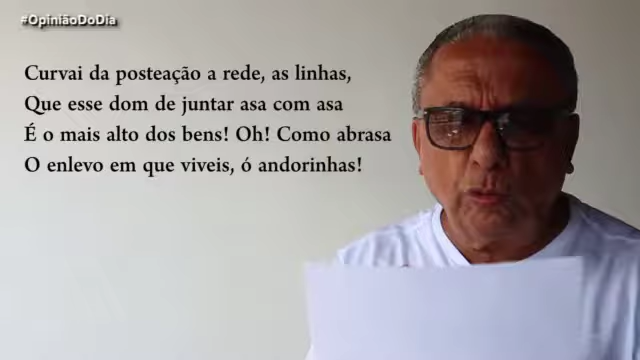 #OpiniãoDoDia
Curvai da posteação a rede, as linhas,
Que esse dom de juntar asa com asa
É o mais alto dos bens! Oh! Como abrasa
O enlevo em que viveis, ó andorinhas!